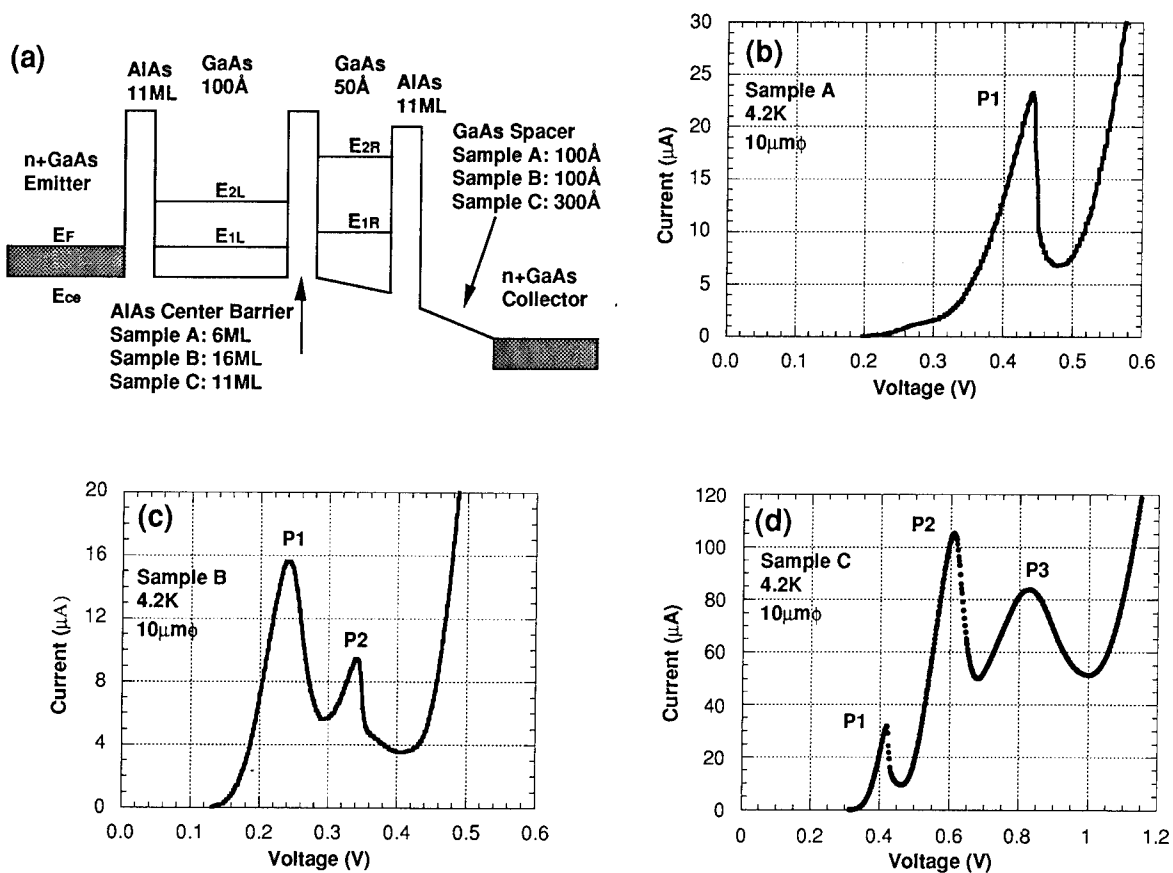 (a)
AlAs
11ML
GaAs
100Å
GaAs
50Å
AlAs
11ML
n+GaAs
Emitter
E2L
E1L
E2R
E1R
EF
Ece
GaAs Spacer
Sample A: 100Å
Sample B: 100Å
Sample C: 300Å
n+GaAs
Collector
AlAs Center Barrier
Sample A: 6ML
Sample B: 16ML
Sample C: 11ML
(b)
Sample A
4.2K
10μmϕ
P1
Current (μA)
30
25
20
15
10
5
0
0.0 0.1 0.2 0.3 0.4 0.5 0.6
Voltage (V)
(c)
Sample B
4.2K
10μmϕ
P1
P2
Current (μA)
20
16
12
8
4
0
0.0 0.1 0.2 0.3 0.4 0.5 0.6
Voltage (V)
(d)
Sample C
4.2K
10μmϕ
P1
P2
P3
Current (μA)
120
100
80
60
40
20
0
0 0.2 0.4 0.6 0.8 1 1.2
Voltage (V)